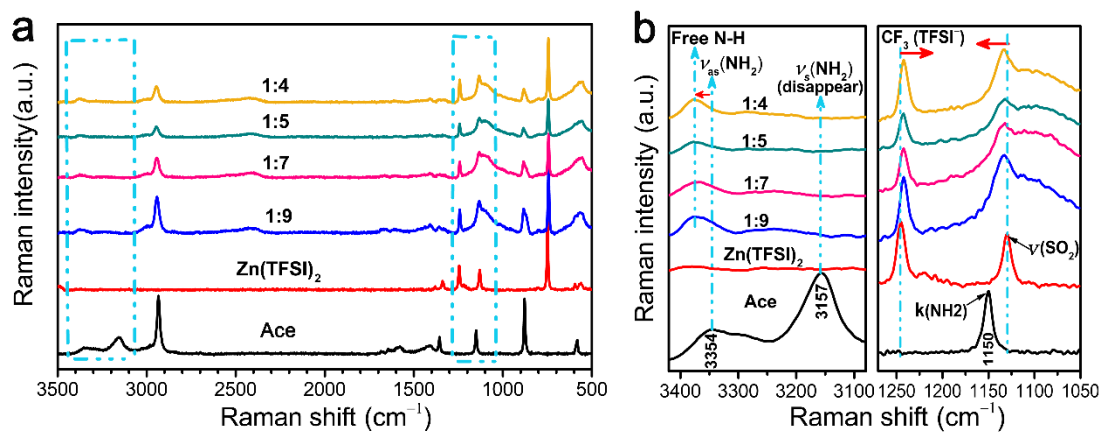 a
Raman intensity(a.u.)
1:4
1:5
1:7
1:9
Zn(TFSI)₂
Ace
3500 3000 2500 2000 1500 1000 500
Raman shift (cm⁻¹)
b
Raman intensity (a.u.)
Free N-H
νas(NH₂)
νs(NH₂)
(disappear)
1:4
1:5
1:7
1:9
Zn(TFSI)₂
Ace
3354
3157
3400 3300 3200 3100
Raman shift (cm⁻¹)
CF₃ (TFSI⁻)
ν(SO₂)
k(NH2)
1150
1250 1200 1150 1100 1050